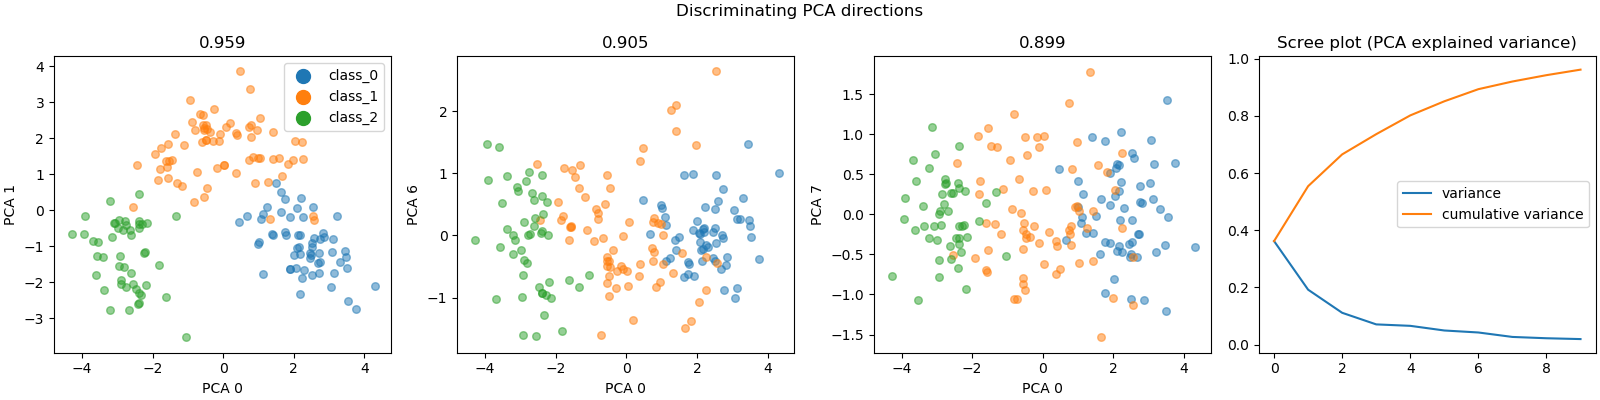 Discriminating PCA directions
0.959
PCA 1
4
3
2
1
0
−1
−2
−3
class_0
class_1
class_2
−4 −2 0 2 4
PCA 0
0.905
PCA 6
2
1
0
−1
−4 −2 0 2 4
PCA 0
0.899
PCA 7
1.5
1.0
0.5
0.0
−0.5
−1.0
−1.5
−4 −2 0 2 4
PCA 0
Scree plot (PCA explained variance)
1.0
0.8
0.6
0.4
0.2
0.0
variance
cumulative variance
0 2 4 6 8